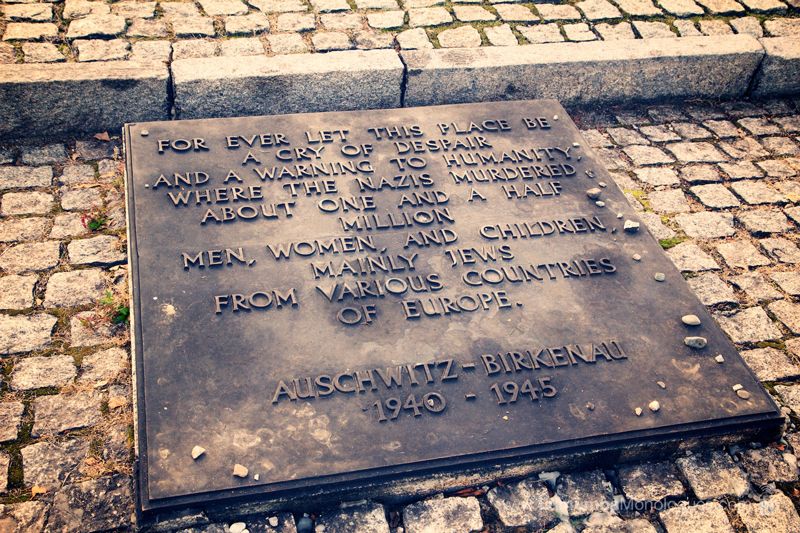 FOR EVER LET THIS PLACE BE
A CRY OF DESPAIR
AND A WARNING TO HUMANITY,
WHERE THE NAZIS MURDERED
ABOUT ONE AND A HALF
MILLION
MEN, WOMEN, AND CHILDREN,
MAINLY JEWS
FROM VARIOUS COUNTRIES
OF EUROPE.
AUSCHWITZ - BIRKENAU
1940 - 1945